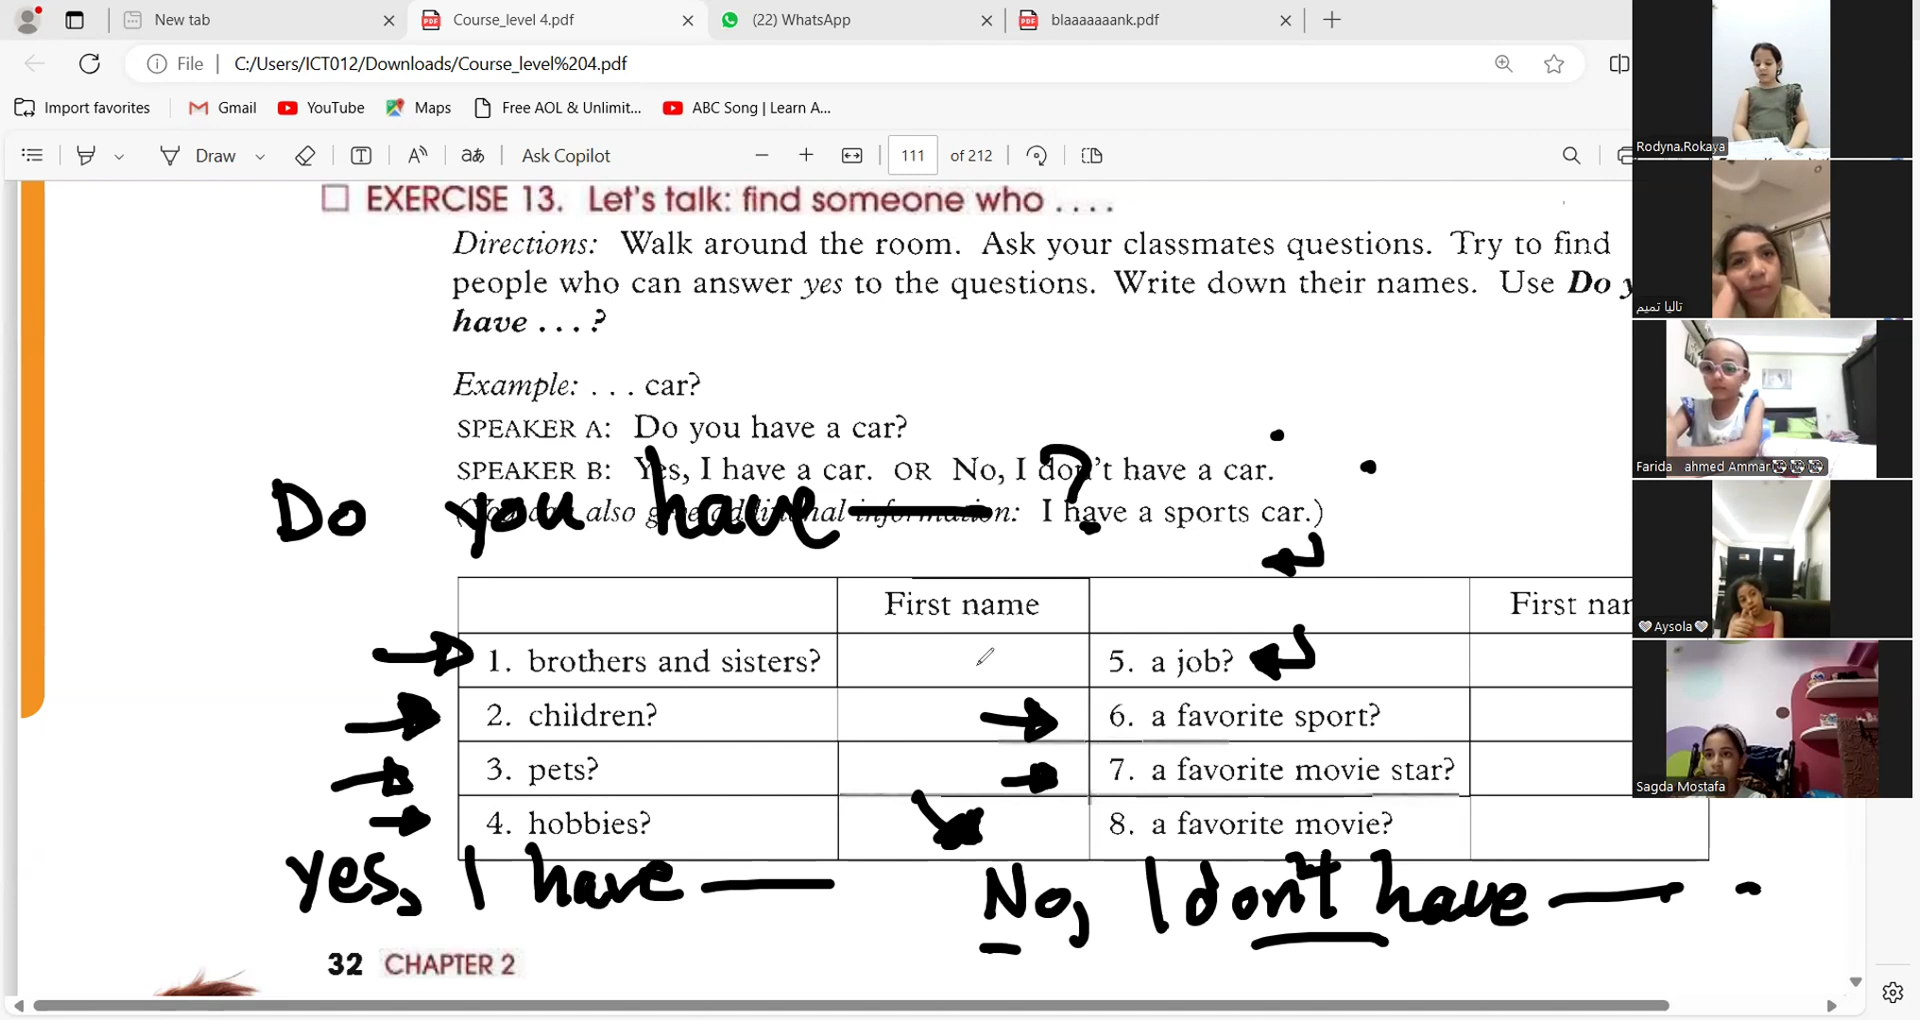 New tab
Course_level 4.pdf
(22) WhatsApp
blaaaaaaank.pdf
File C:/Users/ICT012/Downloads/Course_level%204.pdf
Import favorites Gmail YouTube Maps Free AOL & Unlimit... ABC Song | Learn A...
Draw Ask Copilot 111 of 212
EXERCISE 13. Let's talk: find someone who . . . .
Directions: Walk around the room. Ask your classmates questions. Try to find
people who can answer yes to the questions. Write down their names. Use Do y
have . . . ?
Example: . . . car?
SPEAKER A: Do you have a car?
SPEAKER B: Yes, I have a car. OR No, I don't have a car.
(You can also give additional information: I have a sports car.)
Do you have ——— ?
First name
First nar
1. brothers and sisters?
5. a job?
2. children?
6. a favorite sport?
3. pets?
7. a favorite movie star?
4. hobbies?
8. a favorite movie?
yes, I have ———
No, I don't have ——— .
32 CHAPTER 2
Rodyna.Rokaya
تاليا تميم
Farida ahmed Ammar
Aysola
Sagda Mostafa